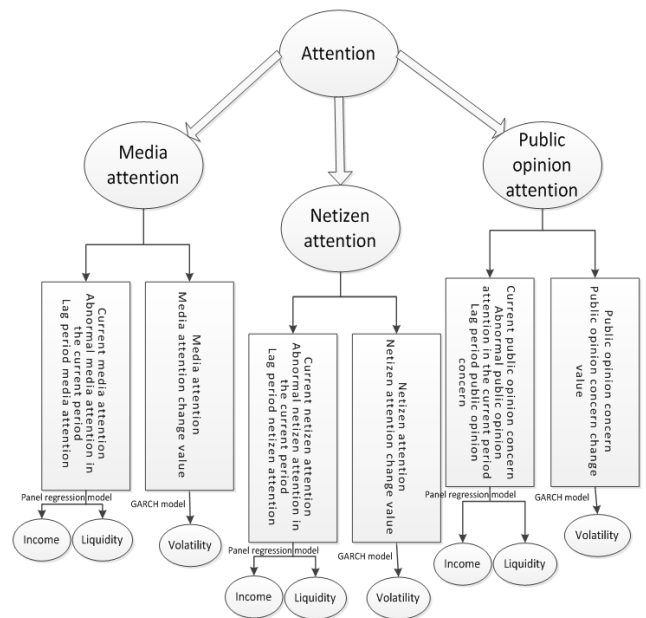 Attention
Media
attention
Netizen
attention
Public
opinion
attention
Current media attention
Abnormal media attention in
the current period
Lag period media attention
Media attention
Media attention change value
Current netizen attention
Abnormal netizen attention in
the current period
Lag period netizen attention
Netizen attention
Netizen attention change value
Current public opinion concern
Abnormal public opinion
attention in the current period
Lag period public opinion
concern
Public opinion concern
Public opinion concern change
value
Panel regression model
GARCH model
Income
Liquidity
Volatility
Panel regression model
GARCH model
Income
Liquidity
Volatility
Panel regression model
GARCH model
Income
Liquidity
Volatility